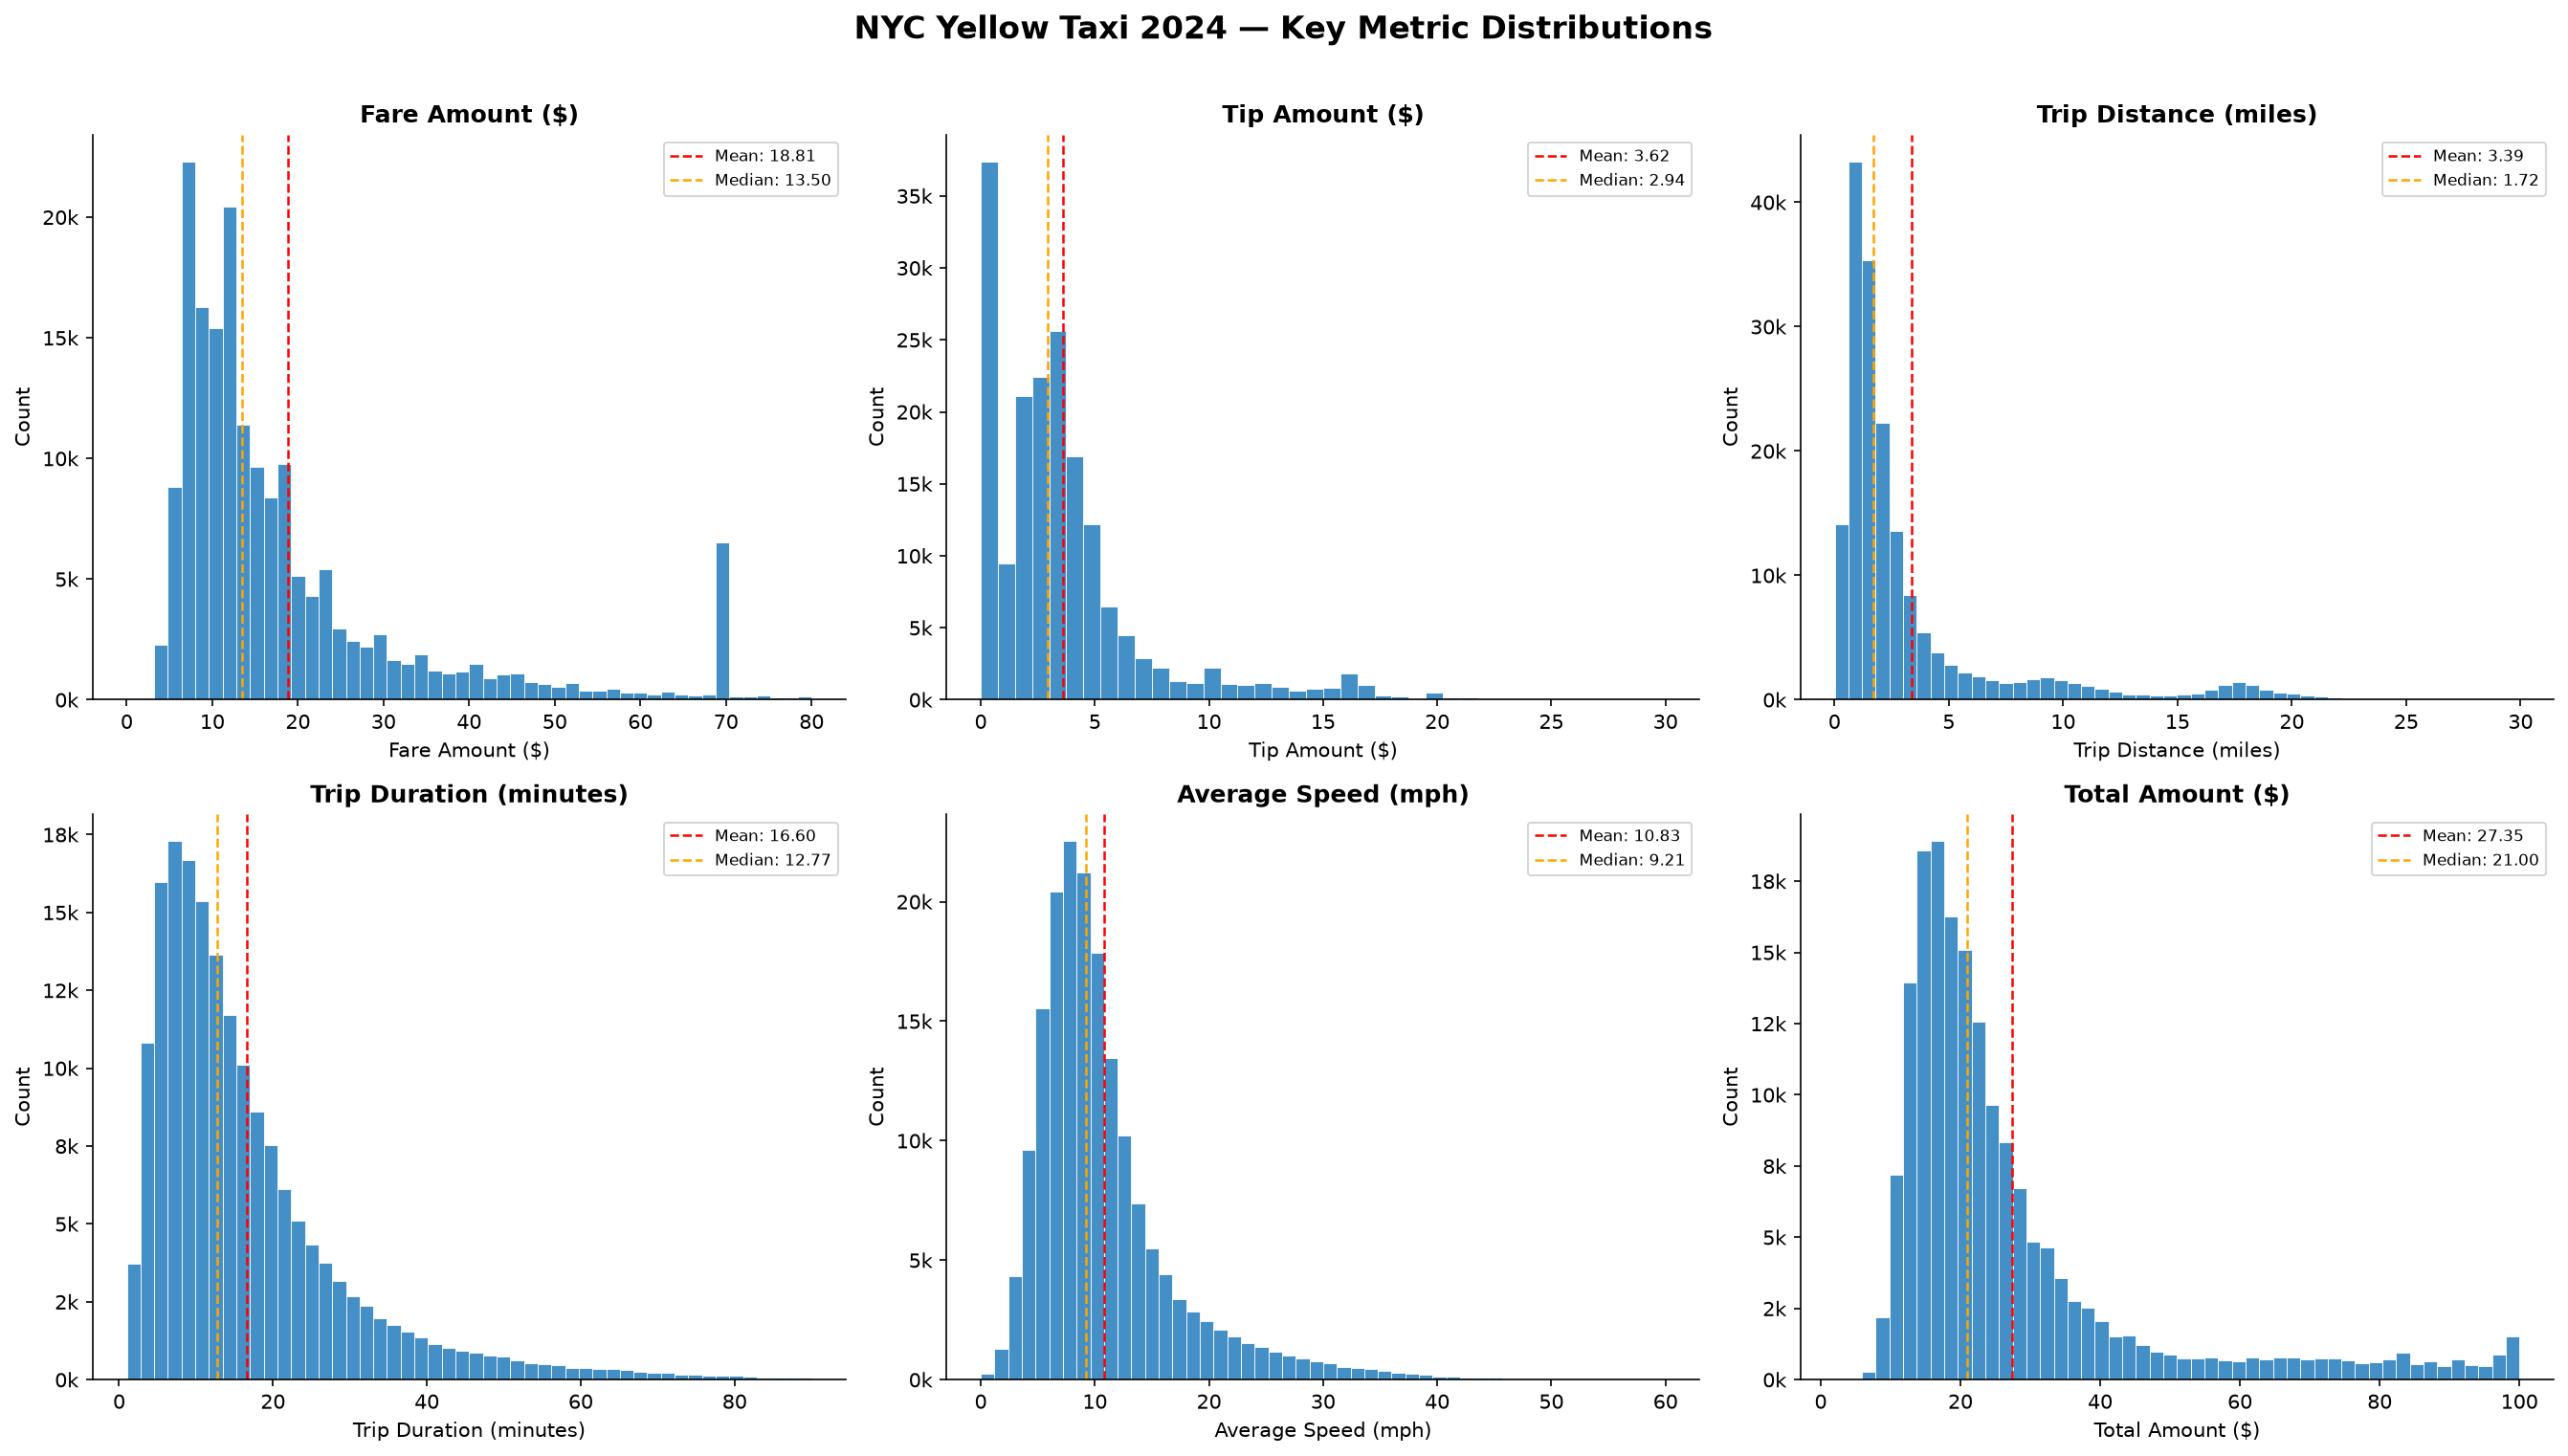 NYC Yellow Taxi 2024 — Key Metric Distributions
Fare Amount ($)
Mean: 18.81
Median: 13.50
20k
15k
10k
5k
0k
Count
0 10 20 30 40 50 60 70 80
Fare Amount ($)
Tip Amount ($)
Mean: 3.62
Median: 2.94
35k
30k
25k
20k
15k
10k
5k
0k
Count
0 5 10 15 20 25 30
Tip Amount ($)
Trip Distance (miles)
Mean: 3.39
Median: 1.72
40k
30k
20k
10k
0k
Count
0 5 10 15 20 25 30
Trip Distance (miles)
Trip Duration (minutes)
Mean: 16.60
Median: 12.77
18k
15k
12k
10k
8k
5k
2k
0k
Count
0 20 40 60 80
Trip Duration (minutes)
Average Speed (mph)
Mean: 10.83
Median: 9.21
20k
15k
10k
5k
0k
Count
0 10 20 30 40 50 60
Average Speed (mph)
Total Amount ($)
Mean: 27.35
Median: 21.00
18k
15k
12k
10k
8k
5k
2k
0k
Count
0 20 40 60 80 100
Total Amount ($)